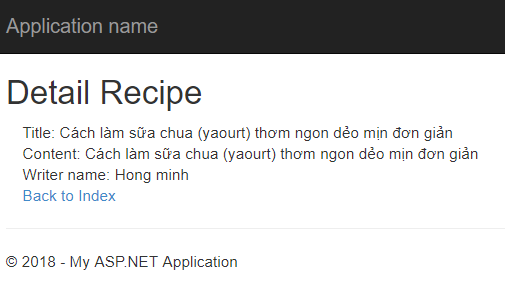 Application name
Detail Recipe
Title: Cách làm sữa chua (yaourt) thơm ngon dẻo mịn đơn giản
Content: Cách làm sữa chua (yaourt) thơm ngon dẻo mịn đơn giản
Writer name: Hong minh
Back to Index
© 2018 - My ASP.NET Application